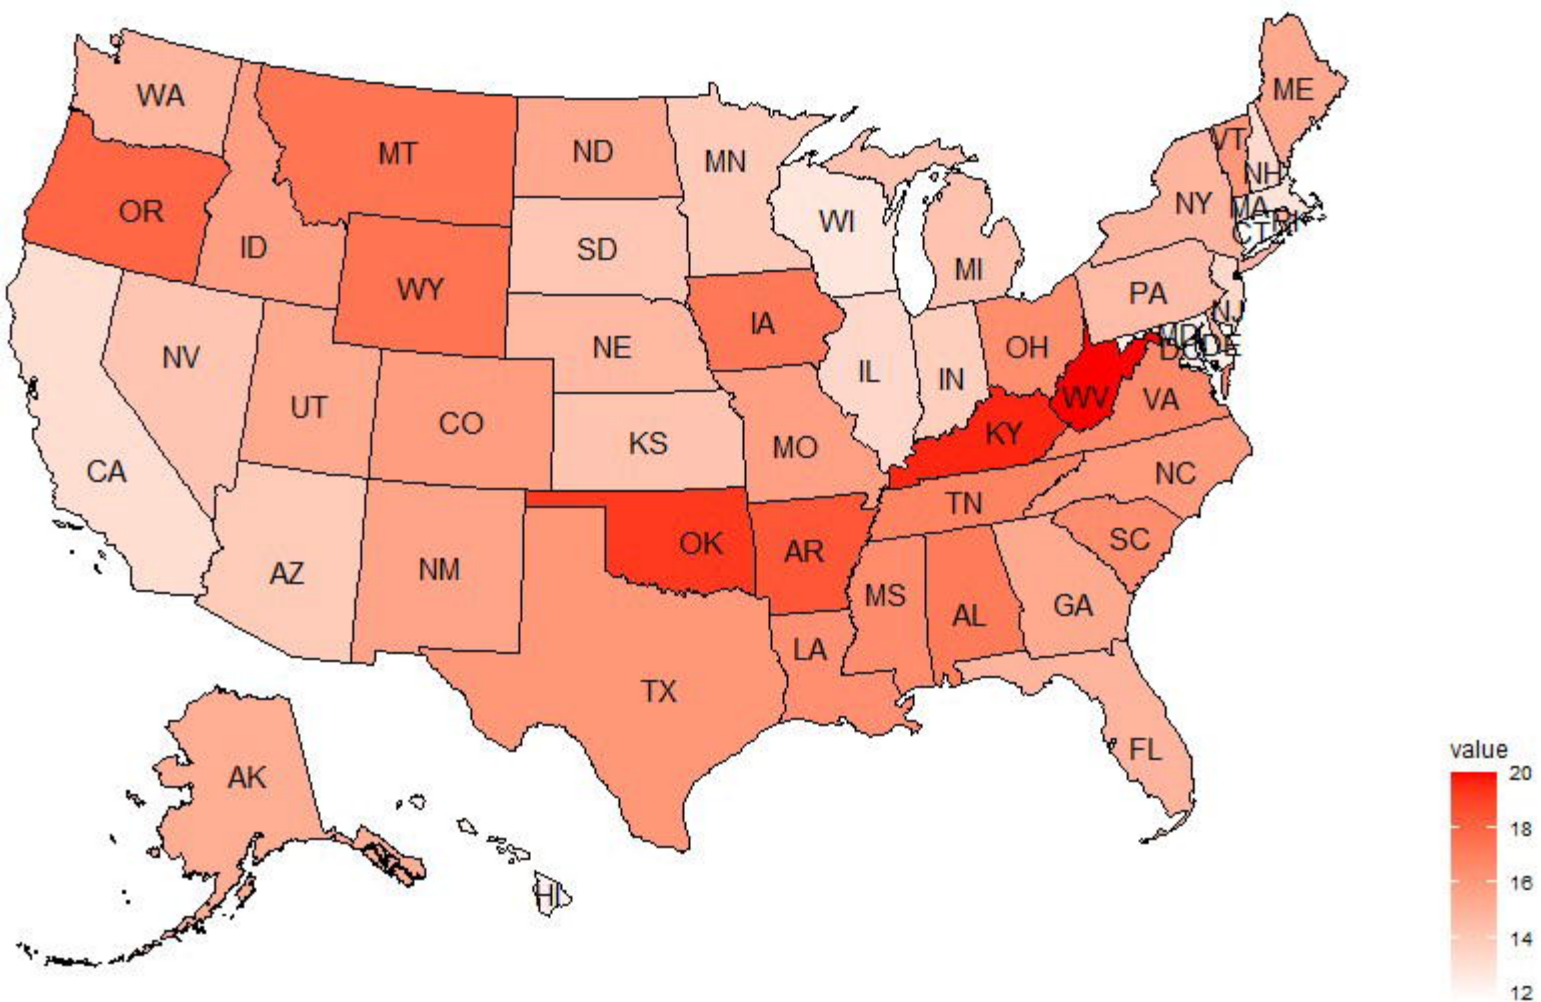 ME
WA
VT
MT
ND
MN
NH
OR
NY
MA
RI
WI
CT
ID
SD
MI
WY
PA
NJ
IA
MD
DE
NE
OH
DC
NV
IL
IN
UT
WV
VA
CO
KY
KS
MO
CA
NC
TN
OK
AR
SC
AZ
NM
MS
GA
AL
LA
TX
FL
AK
HI
value
20
18
16
14
12